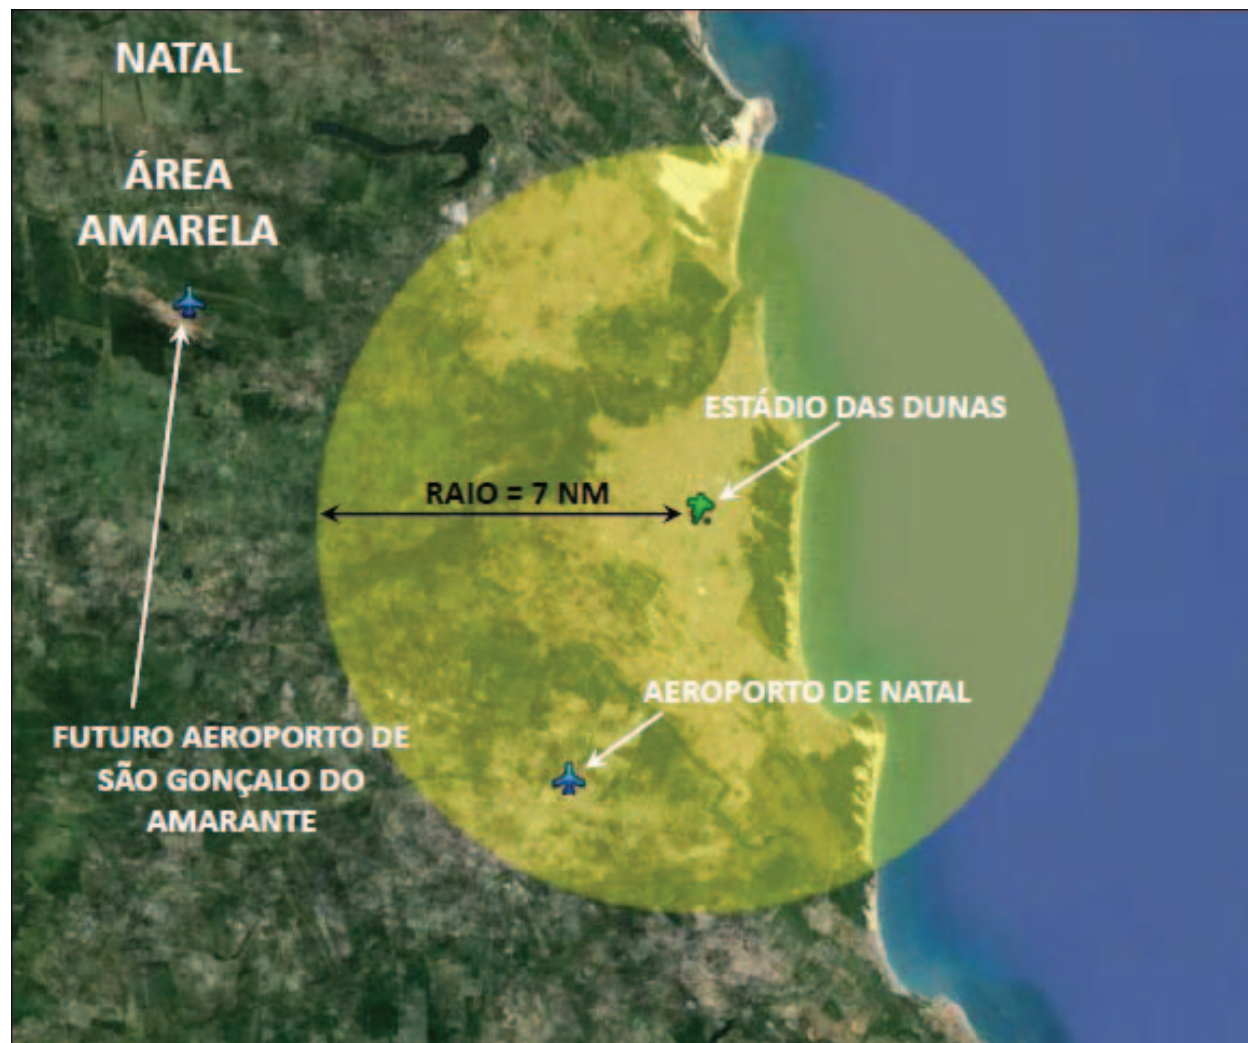 NATAL
ÁREA
AMARELA
ESTÁDIO DAS DUNAS
RAIO = 7 NM
AEROPORTO DE NATAL
FUTURO AEROPORTO DE
SÃO GONÇALO DO
AMARANTE